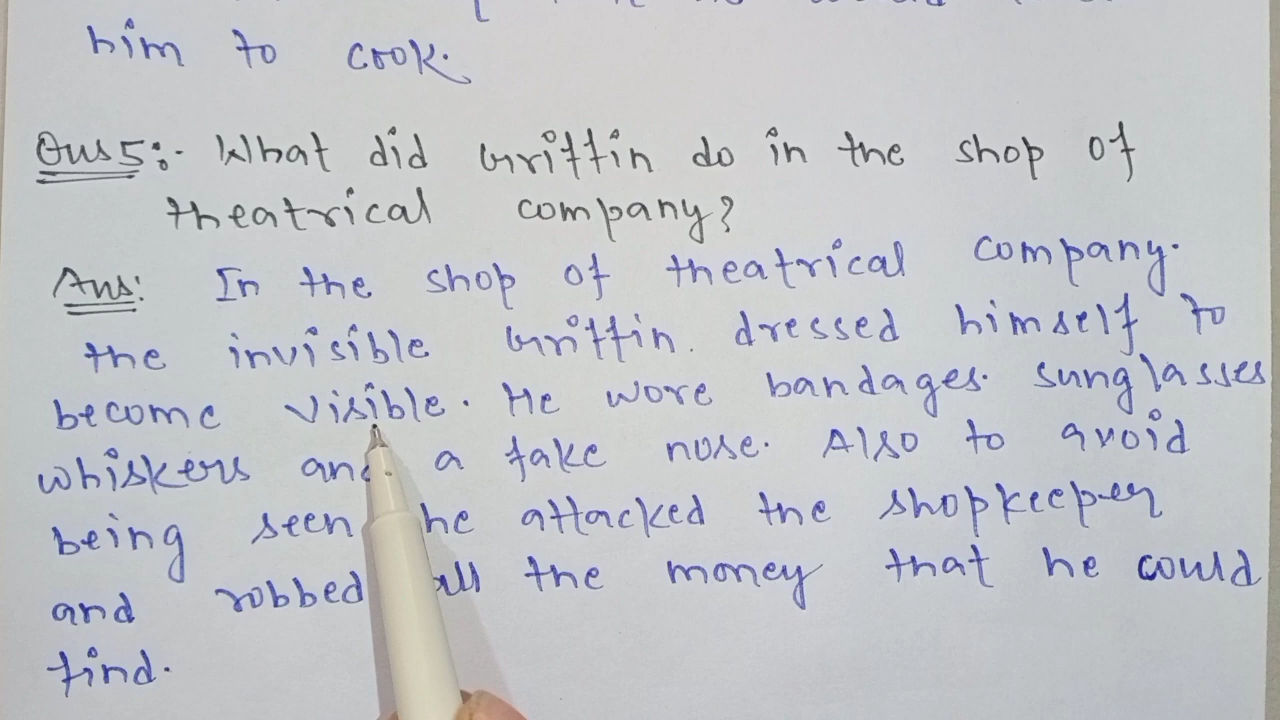 him to cook.
Qus 5:- What did Griffin do in the shop of
theatrical company?
Ans: In the shop of theatrical company.
the invisible Griffin. dressed himself to
become visible. He wore bandages. sunglasses
whiskers and a fake nose. Also to avoid
being seen he attacked the shopkeeper
and robbed all the money that he could
find.